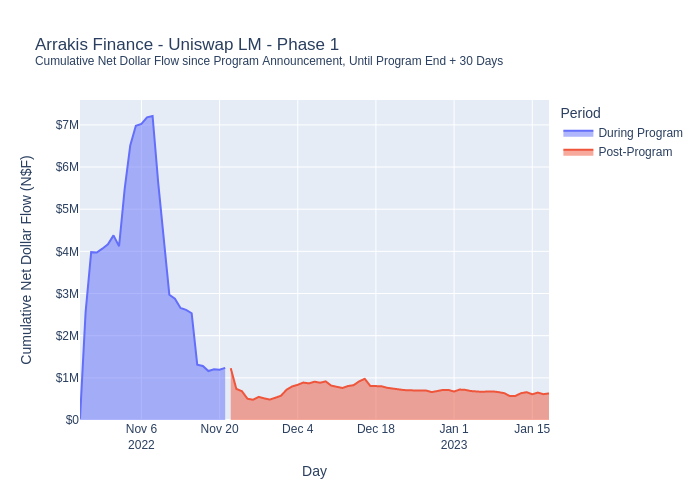 Arrakis Finance - Uniswap LM - Phase 1
Cumulative Net Dollar Flow since Program Announcement, Until Program End + 30 Days
Period
During Program
Post-Program
Cumulative Net Dollar Flow (N$F)
$7M
$6M
$5M
$4M
$3M
$2M
$1M
$0
Nov 6
2022
Nov 20
Dec 4
Dec 18
Jan 1
2023
Jan 15
Day